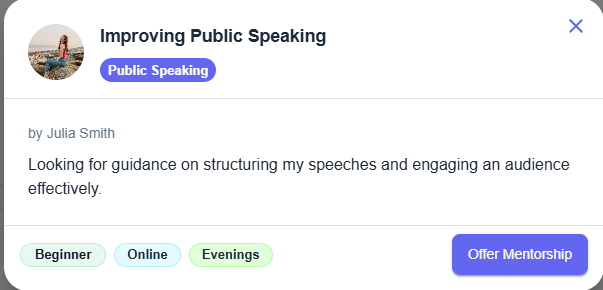 Improving Public Speaking
Public Speaking
by Julia Smith
Looking for guidance on structuring my speeches and engaging an audience
effectively.
Beginner
Online
Evenings
Offer Mentorship